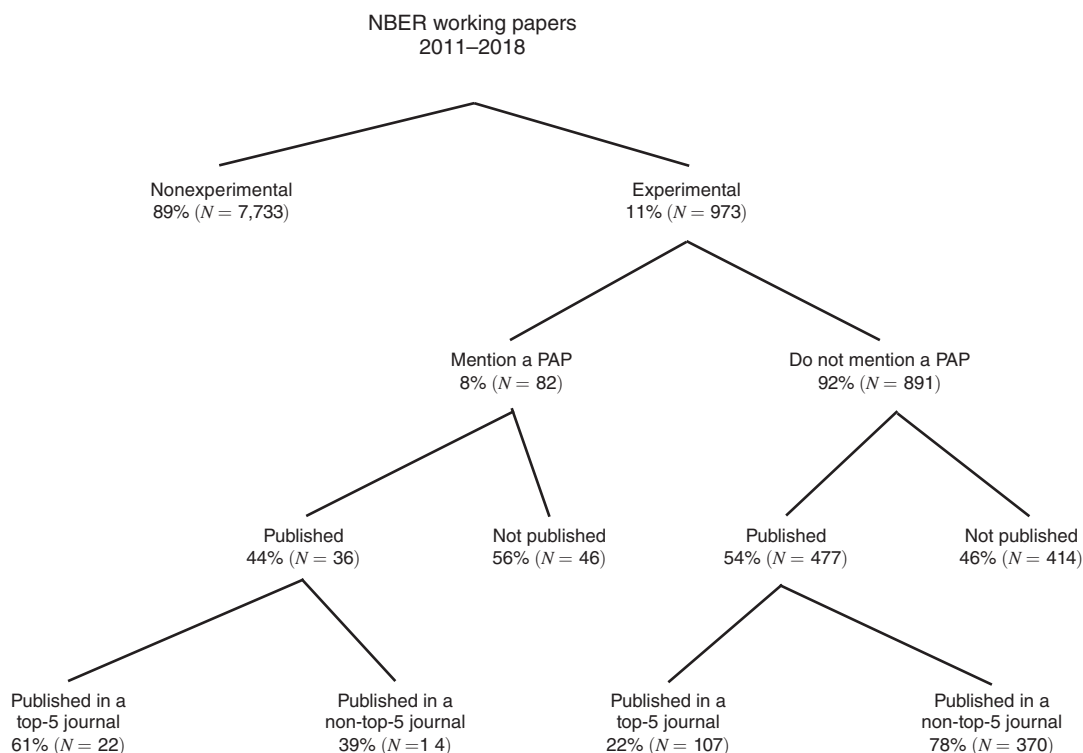 NBER working papers
2011–2018
Nonexperimental
89% (N = 7,733)
Experimental
11% (N = 973)
Mention a PAP
8% (N = 82)
Do not mention a PAP
92% (N = 891)
Published
44% (N = 36)
Not published
56% (N = 46)
Published
54% (N = 477)
Not published
46% (N = 414)
Published in a
top-5 journal
61% (N = 22)
Published in a
non-top-5 journal
39% (N =1 4)
Published in a
top-5 journal
22% (N = 107)
Published in a
non-top-5 journal
78% (N = 370)